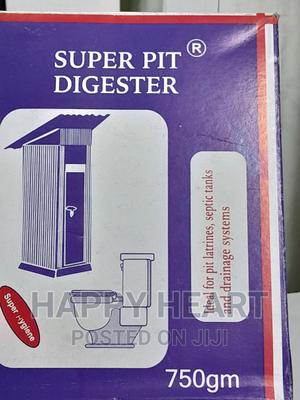 SUPER PIT ®
DIGESTER
Ideal for pit latrines, septic tanks
and drainage systems
Super Hygiene
HAPPY HEART
POSTED ON JIJI
750gm